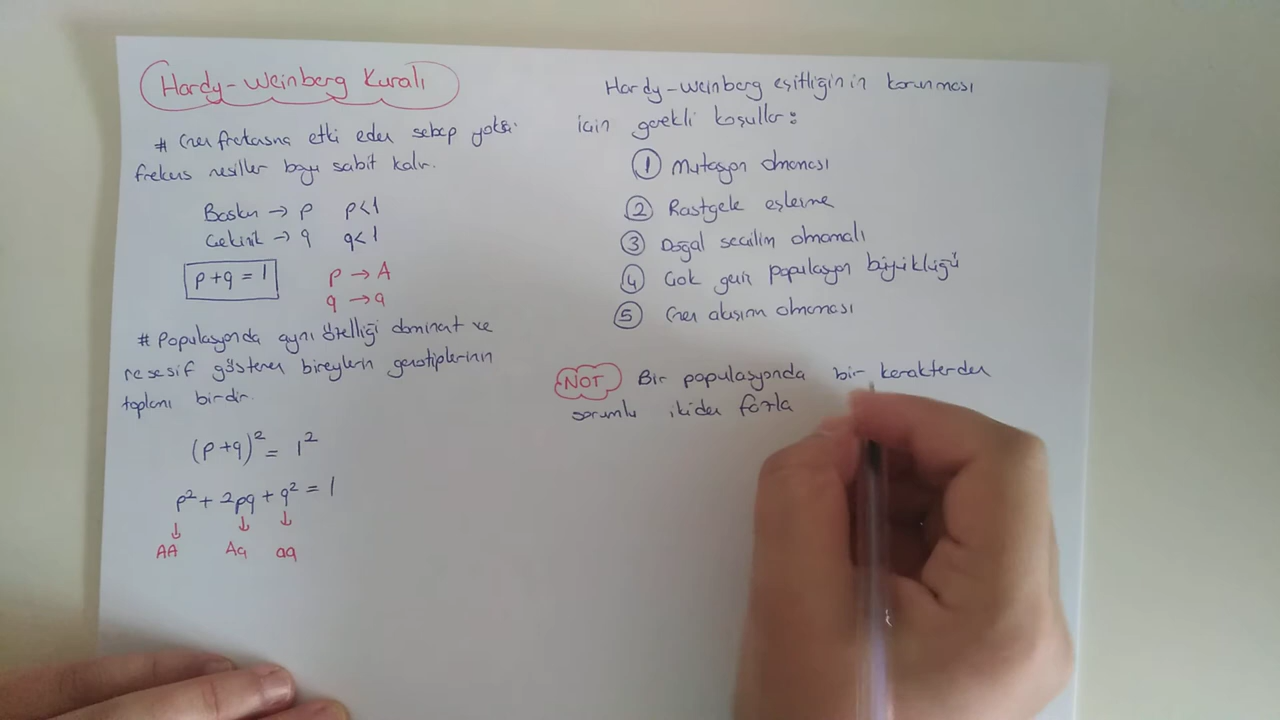 Hardy-Weinberg Kuralı
# Gen frekansına etki eden sebep yoksa
frekans nesiller boyu sabit kalır.
Baskın → p p<1
Çekinik → q q<1
p+q=1
p → A
q → a
# Populasyonda aynı özelliği dominant ve
resesif gösteren bireylerin genotiplerinin
toplamı birdir.
(p+q)² = 1²
p² + 2pq + q² = 1
↓ ↓ ↓
AA Aa aa
Hardy-Weinberg eşitliğinin korunması
için gerekli koşullar:
① Mutasyon olmaması
② Rastgele eşleşme
③ Doğal seçilim olmamalı
④ Çok geniş populasyon büyüklüğü
⑤ Gen akışının olmaması
NOT Bir populasyonda bir karakterden
sorumlu ikiden fazla